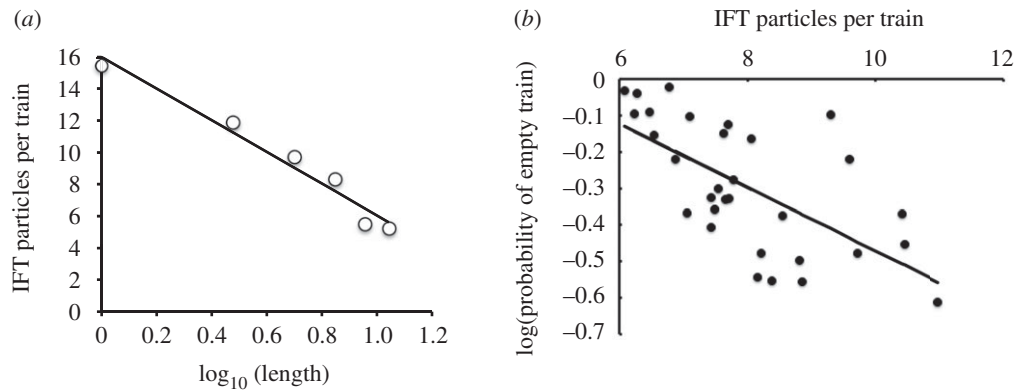 (a)
IFT particles per train
16
14
12
10
8
6
4
2
0
0 0.2 0.4 0.6 0.8 1.0 1.2
log10 (length)
(b)
IFT particles per train
6 8 10 12
log(probability of empty train)
0
−0.1
−0.2
−0.3
−0.4
−0.5
−0.6
−0.7